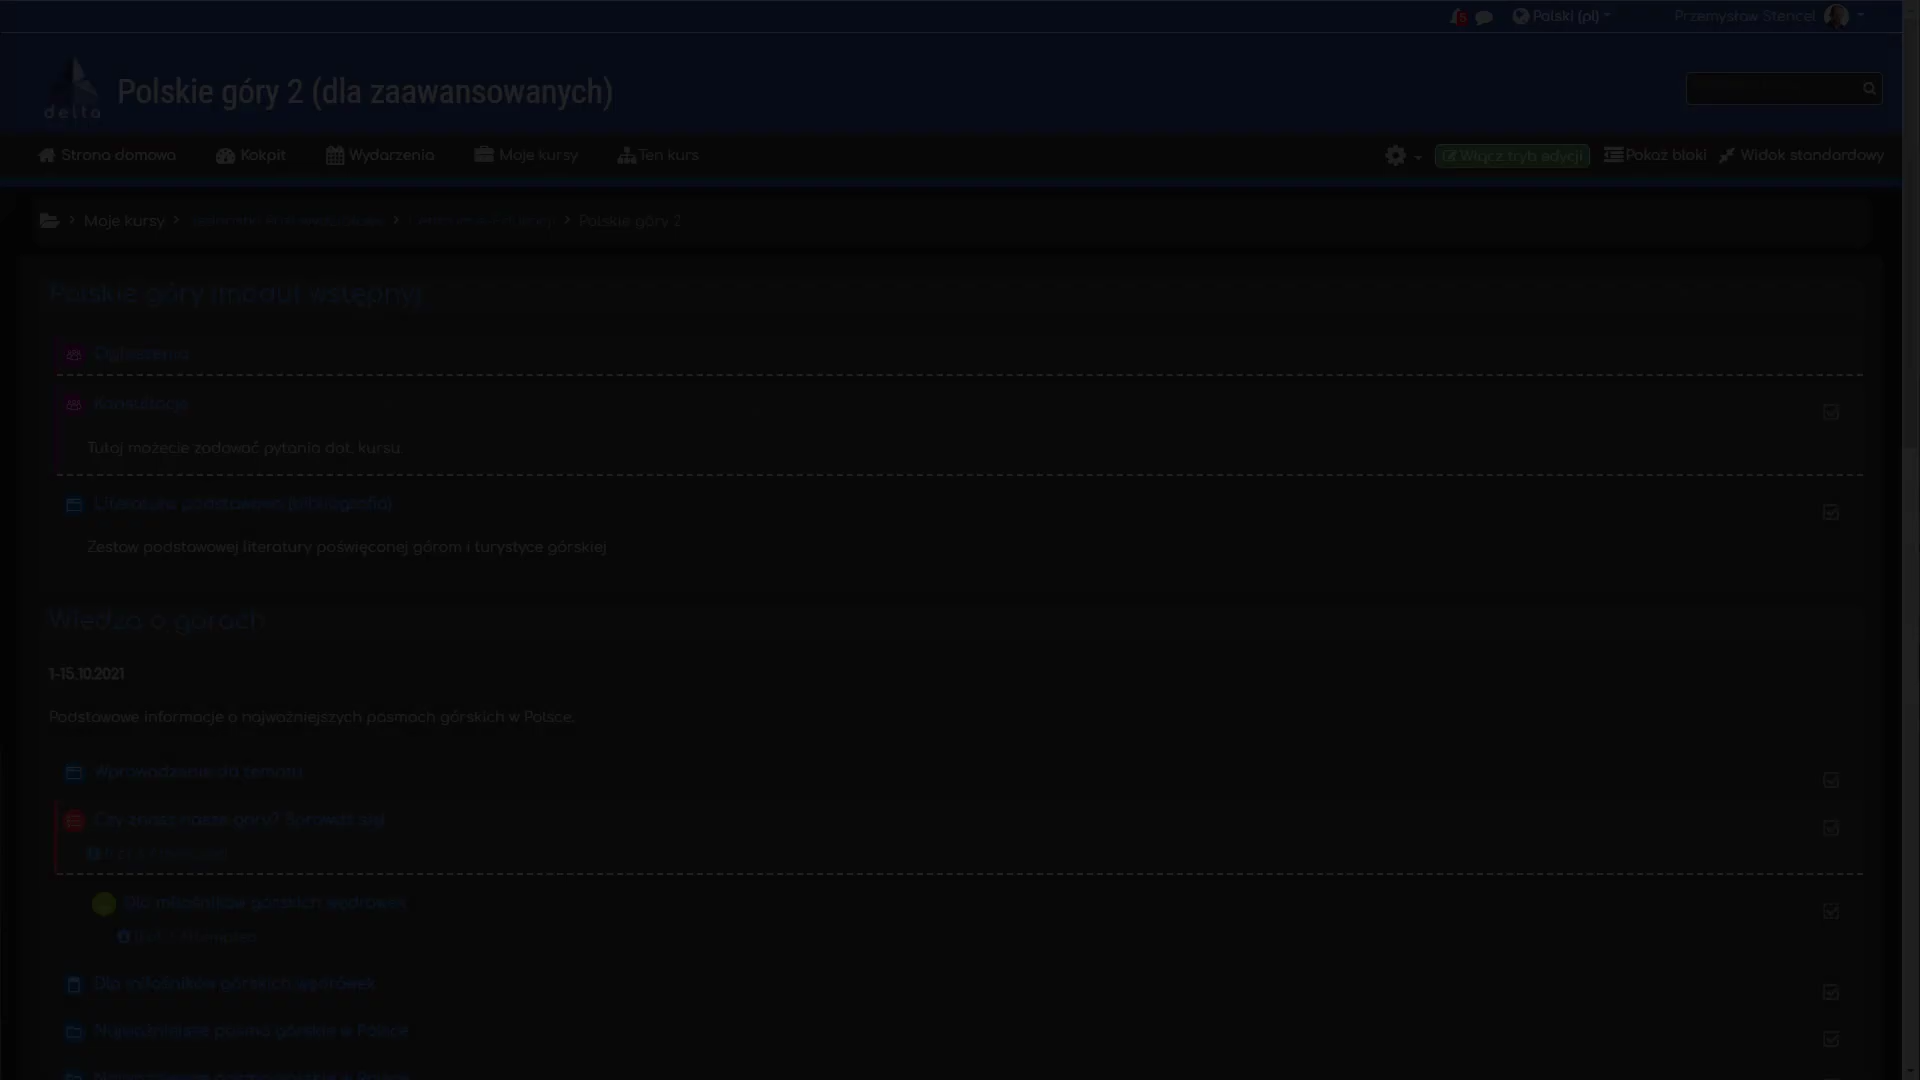 5 Polski (pl) Przemysław Stencel
delta
Polskie góry 2 (dla zaawansowanych)
Strona domowa Kokpit Wydarzenia Moje kursy Ten kurs Włącz tryb edycji Pokaż bloki Widok standardowy
Moje kursy > > > Polskie góry 2
Polskie góry (moduł wstępny)
Ogłoszenia
Konsultacje
Tutaj możecie zadawać pytania dot. kursu
Literatura podstawowa (bibliografia)
Zestaw podstawowej literatury poświęconej górom i turystyce górskiej
Wiedza o górach
1-15.10.2021
Podstawowe informacje o najważniejszych pasmach górskich w Polsce.
Wprowadzenie do tematu
Czy znasz nasze góry? Sprawdź się!
Dla miłośników górskich wędrówek
Dla miłośników górskich wędrówek
Najważniejsze pasma górskie w Polsce